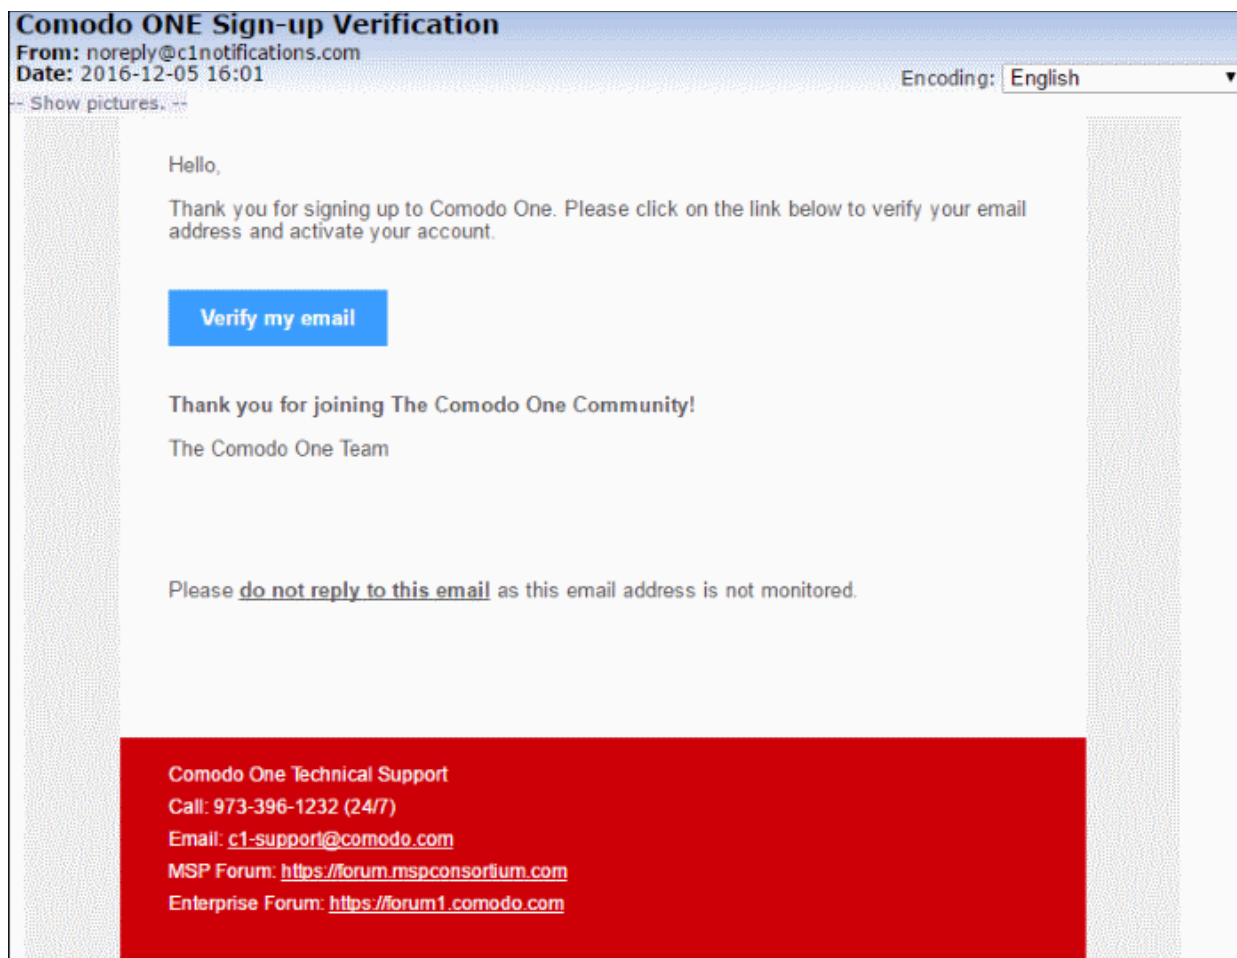 Comodo ONE Sign-up Verification
From: noreply@c1notifications.com
Date: 2016-12-05 16:01
Encoding: English
-- Show pictures. --
Hello,
Thank you for signing up to Comodo One. Please click on the link below to verify your email
address and activate your account.
Verify my email
Thank you for joining The Comodo One Community!
The Comodo One Team
Please do not reply to this email as this email address is not monitored.
Comodo One Technical Support
Call: 973-396-1232 (24/7)
Email: c1-support@comodo.com
MSP Forum: https://forum.mspconsortium.com
Enterprise Forum: https://forum1.comodo.com